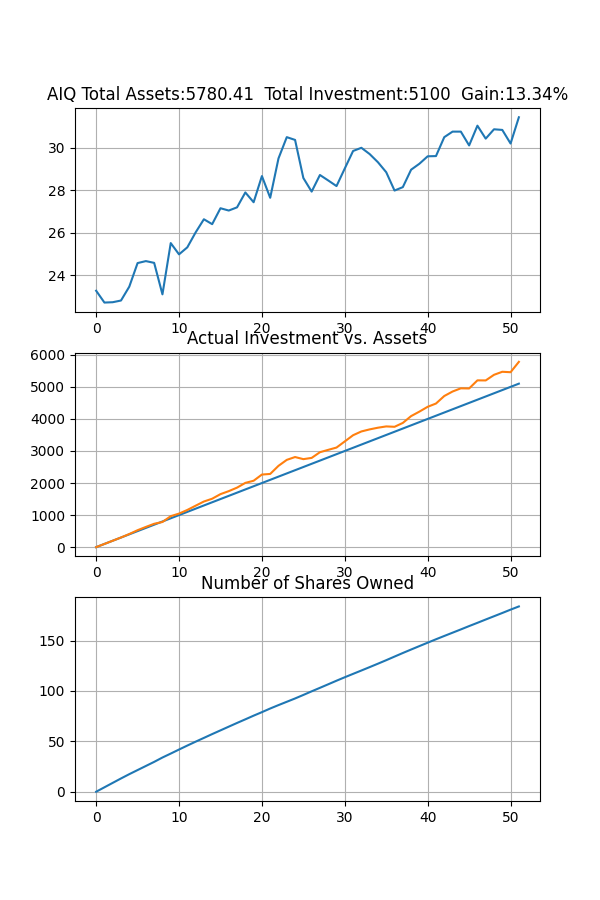 AIQ Total Assets:5780.41  Total Investment:5100  Gain:13.34%
30
28
26
24
0 10 20 30 40 50
Actual Investment vs. Assets
6000
5000
4000
3000
2000
1000
0
0 10 20 30 40 50
Number of Shares Owned
150
100
50
0
0 10 20 30 40 50